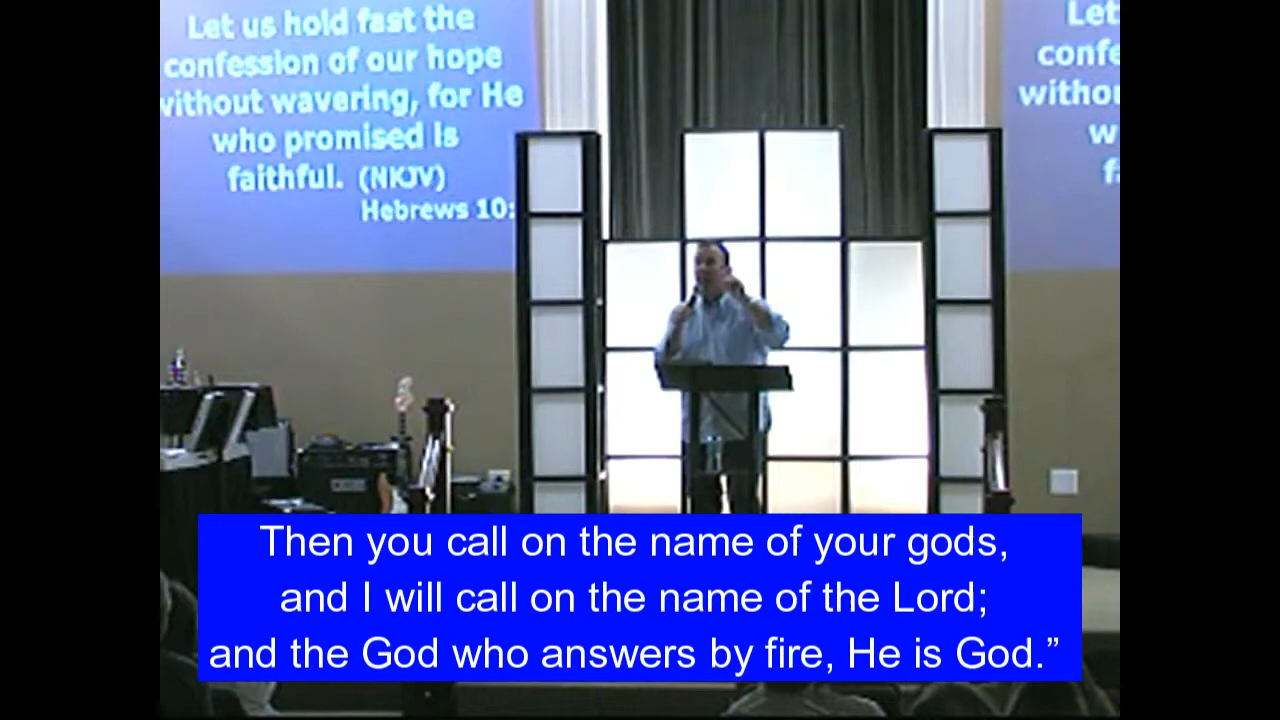 Let us hold fast the
confession of our hope
without wavering, for He
who promised is
faithful. (NKJV)
Hebrews 10:
Let
confe
withou
w
fa
Then you call on the name of your gods,
and I will call on the name of the Lord;
and the God who answers by fire, He is God.”